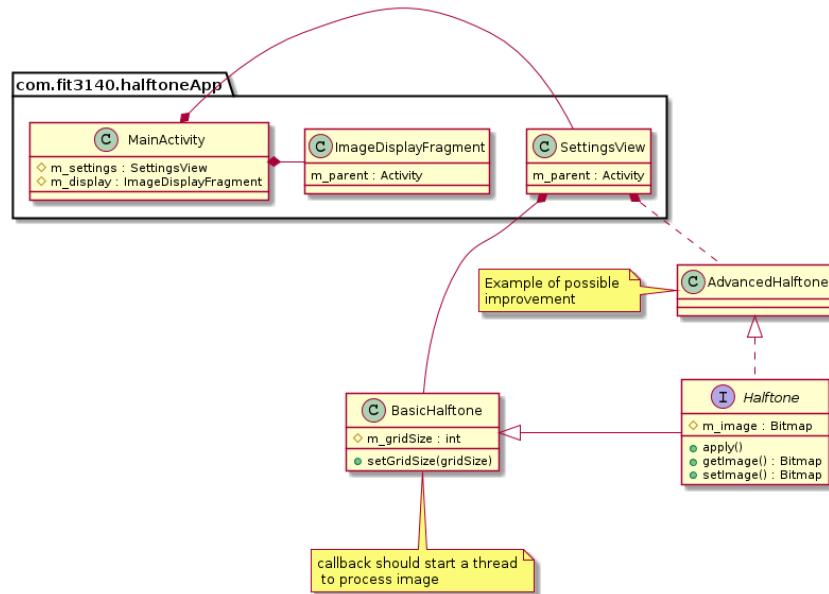 com.fit3140.halftoneApp
C MainActivity
m_settings : SettingsView
m_display : ImageDisplayFragment
C ImageDisplayFragment
m_parent : Activity
C SettingsView
m_parent : Activity
Example of possible
improvement
C AdvancedHalftone
C BasicHalftone
m_gridSize : int
setGridSize(gridSize)
I Halftone
m_image : Bitmap
apply()
getImage() : Bitmap
setImage() : Bitmap
callback should start a thread
to process image